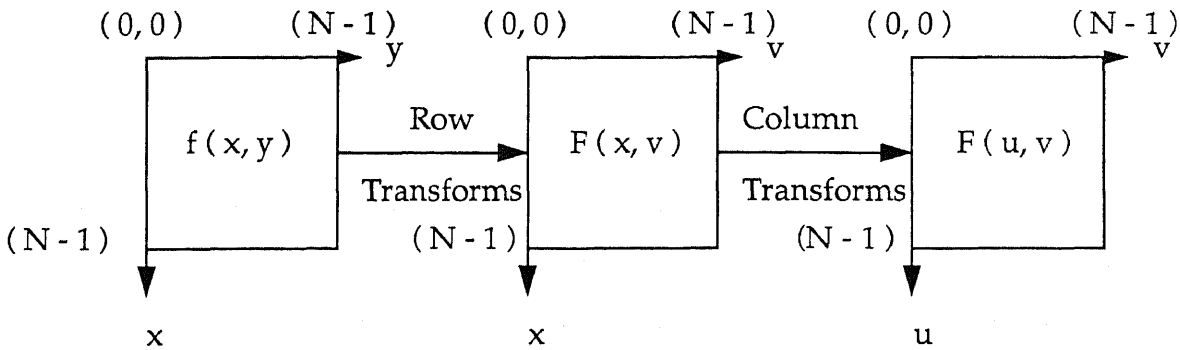 (0,0) (N-1) (0,0) (N-1) (0,0) (N-1)
y v v
Row Column
f(x,y) F(x,v) F(u,v)
Transforms Transforms
(N-1) (N-1) (N-1)
x x u